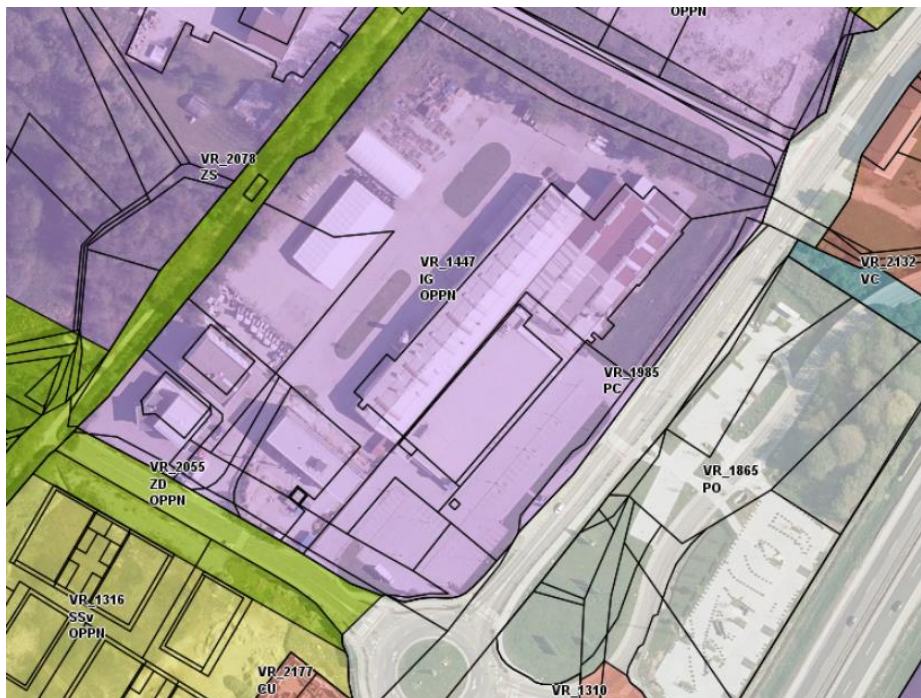 OPPN
VR_2078
ZS
VR_1447
IG
OPPN
VR_2132
VC
VR_1985
PC
VR_2055
ZD
OPPN
VR_1865
PO
VR_1316
SSv
OPPN
VR_2177
CU
VR_1310